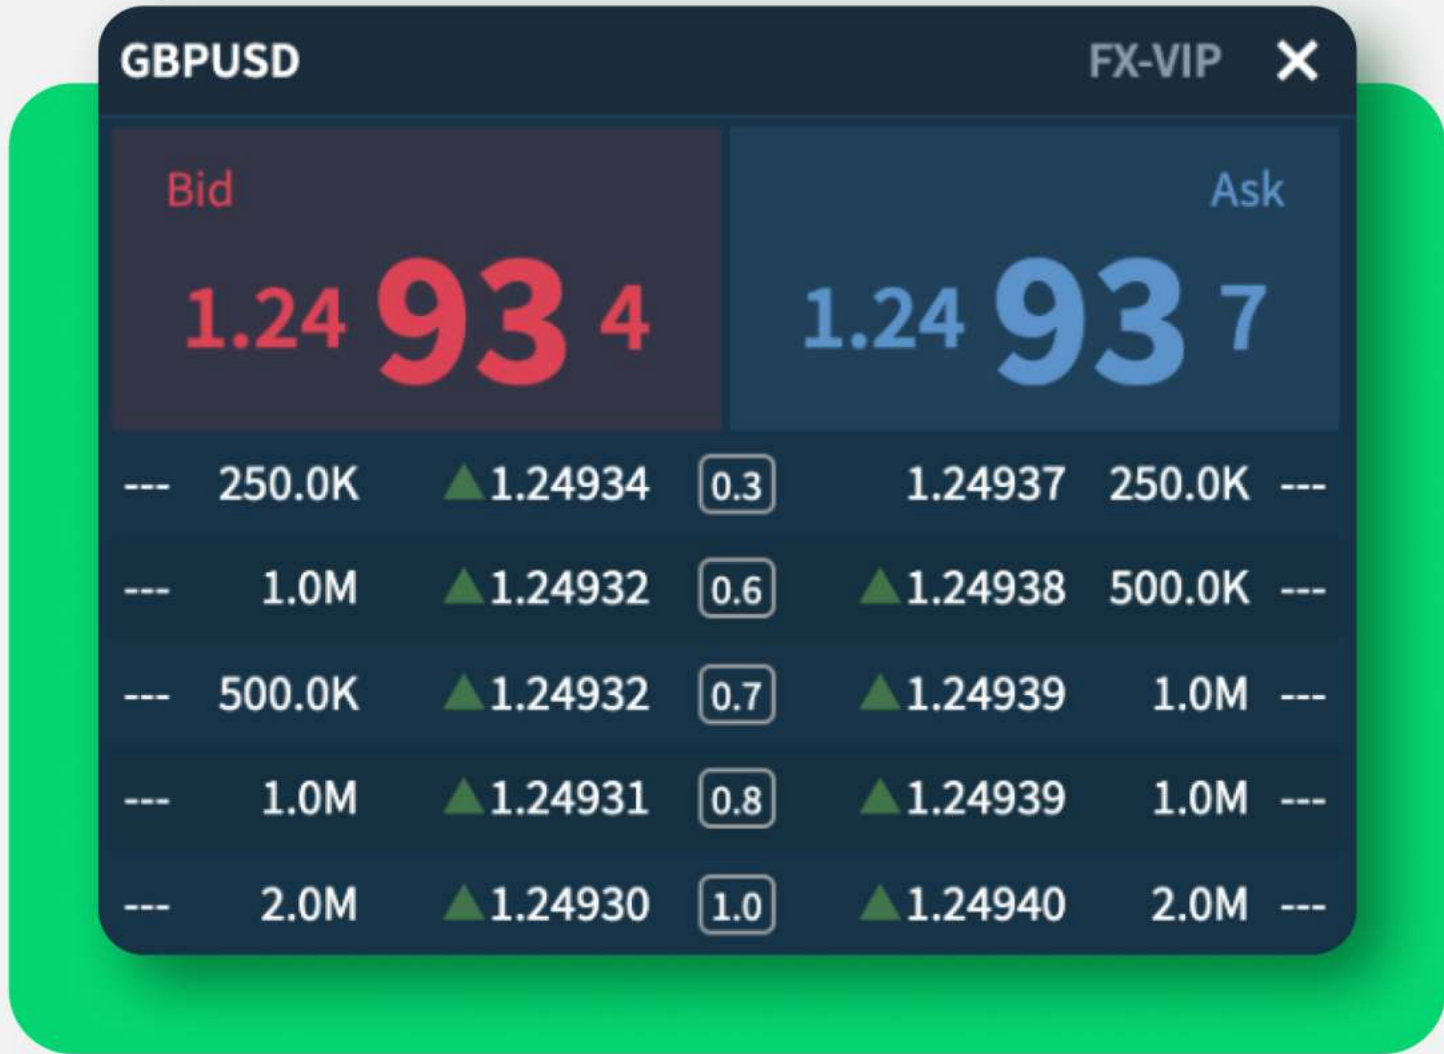 GBPUSD FX-VIP ✕
Bid Ask
1.24 93 4 1.24 93 7
--- 250.0K ▲1.24934 0.3 1.24937 250.0K ---
--- 1.0M ▲1.24932 0.6 ▲1.24938 500.0K ---
--- 500.0K ▲1.24932 0.7 ▲1.24939 1.0M ---
--- 1.0M ▲1.24931 0.8 ▲1.24939 1.0M ---
--- 2.0M ▲1.24930 1.0 ▲1.24940 2.0M ---